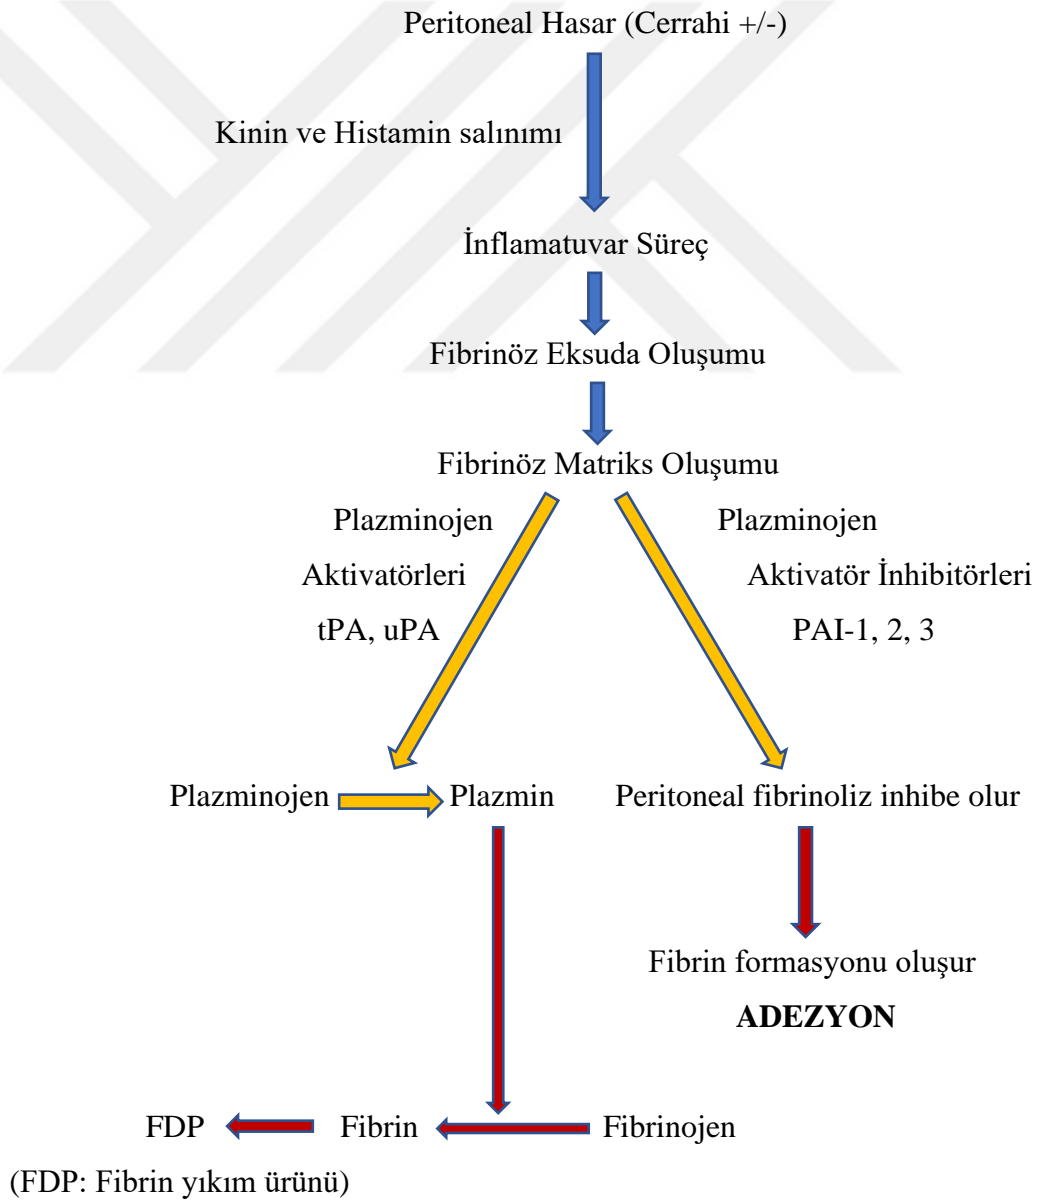 Peritoneal Hasar (Cerrahi +/-)
Kinin ve Histamin salınımı
İnflamatuvar Süreç
Fibrinöz Eksuda Oluşumu
Fibrinöz Matriks Oluşumu
Plazminojen
Aktivatörleri
tPA, uPA
Plazminojen
Aktivatör İnhibitörleri
PAI-1, 2, 3
Plazminojen Plazmin
Peritoneal fibrinoliz inhibe olur
Fibrin formasyonu oluşur
ADEZYON
FDP Fibrin Fibrinojen
(FDP: Fibrin yıkım ürünü)